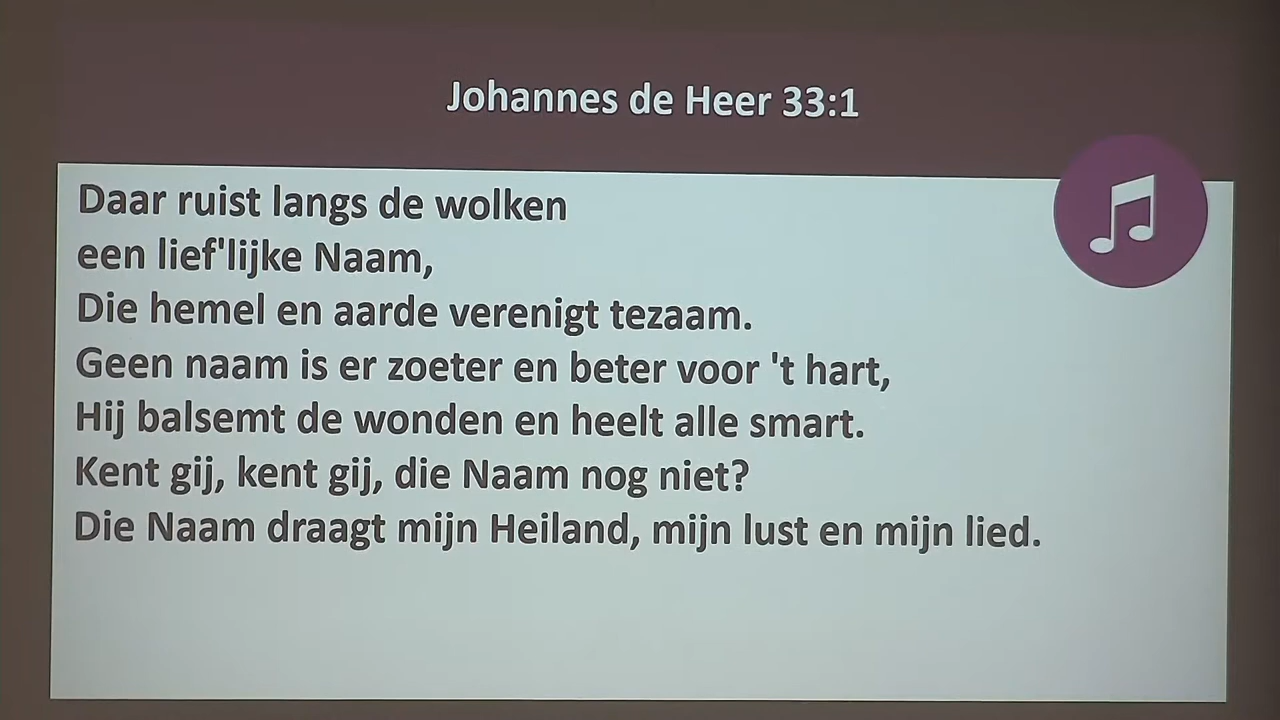 Johannes de Heer 33:1
Daar ruist langs de wolken
een lief'lijke Naam,
Die hemel en aarde verenigt tezaam.
Geen naam is er zoeter en beter voor 't hart,
Hij balsemt de wonden en heelt alle smart.
Kent gij, kent gij, die Naam nog niet?
Die Naam draagt mijn Heiland, mijn lust en mijn lied.